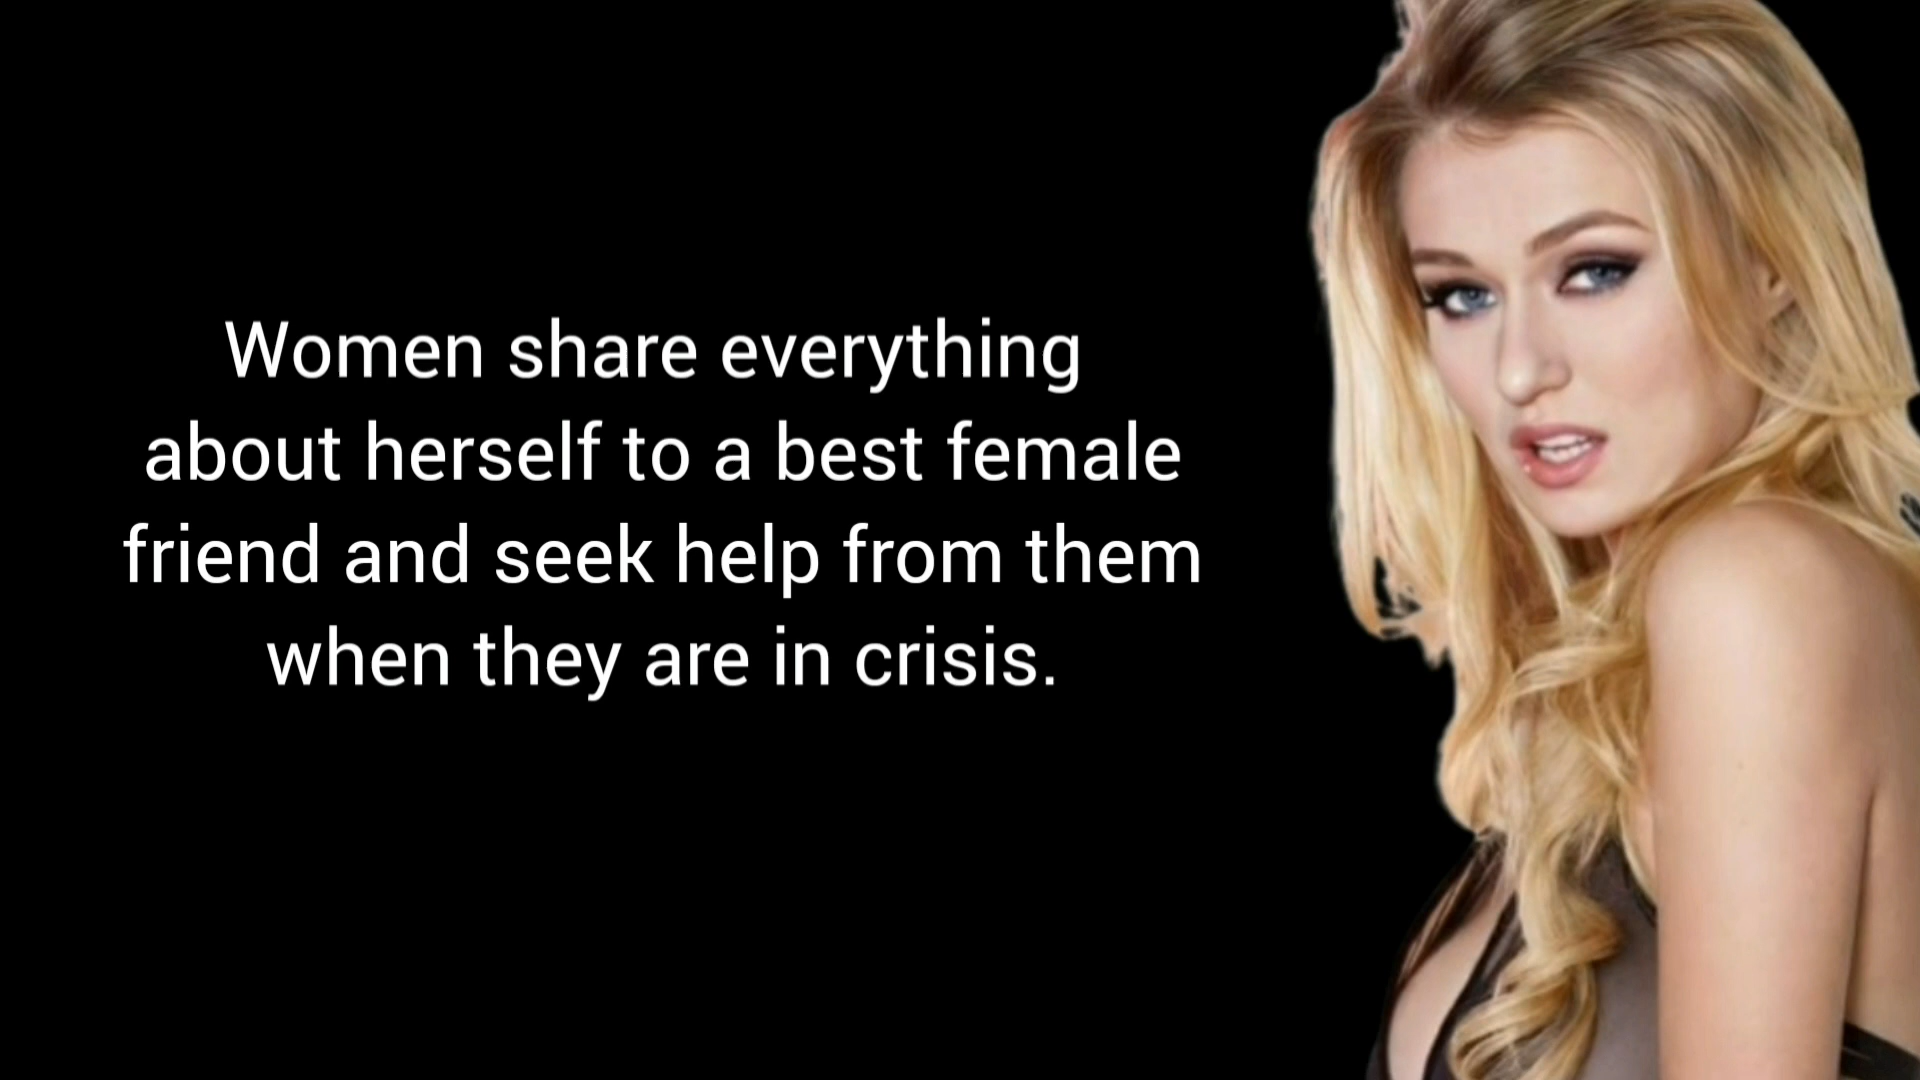 Women share everything
about herself to a best female
friend and seek help from them
when they are in crisis.